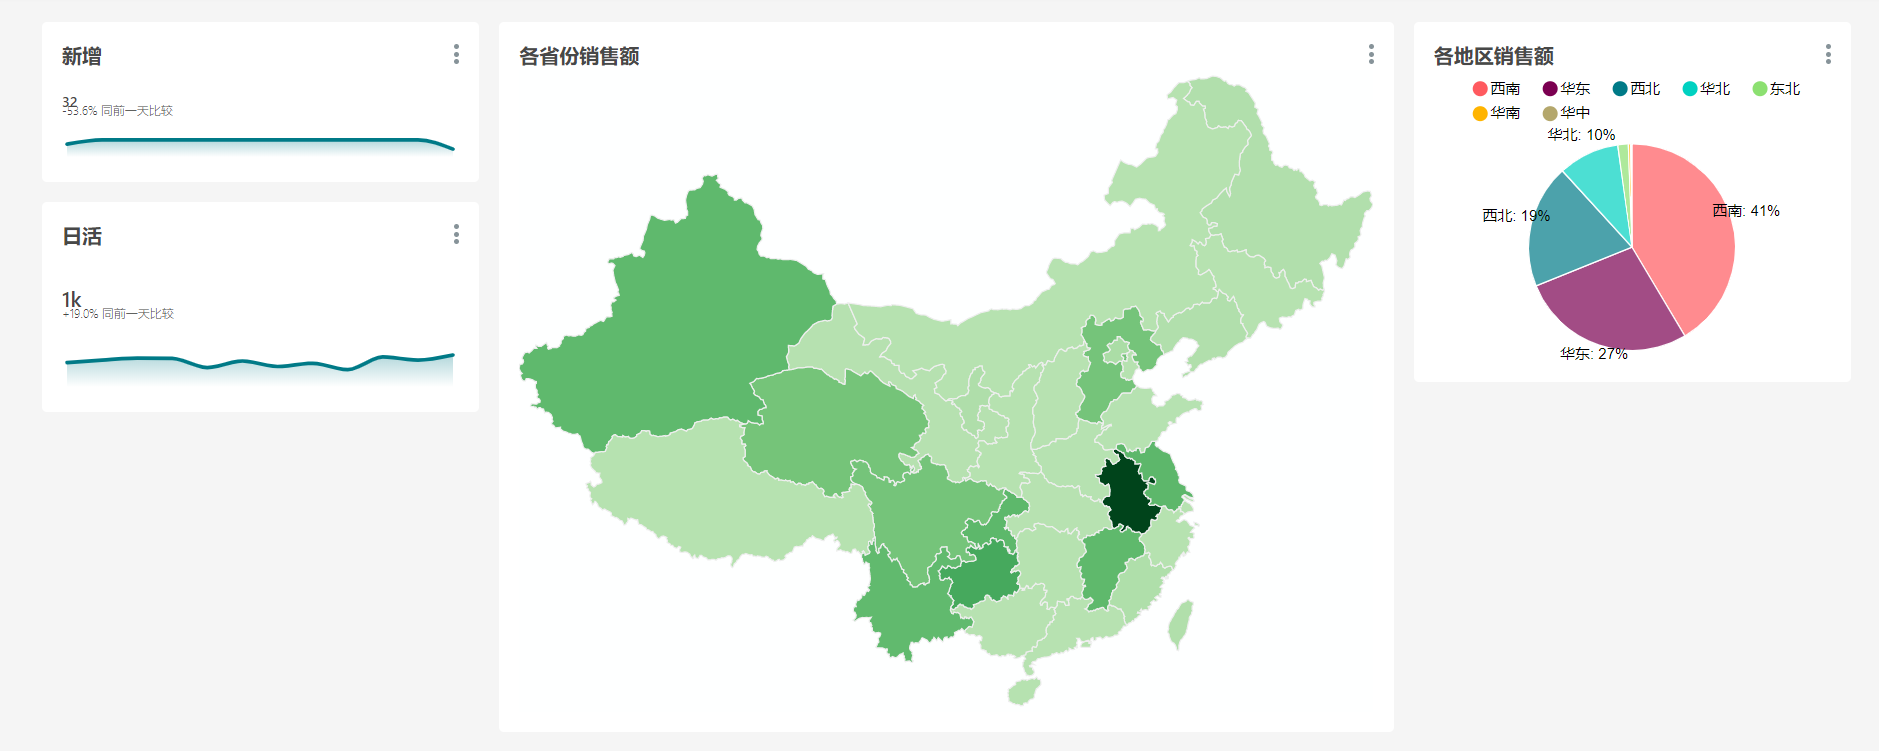 新增
32
-53.6% 同前一天比较
日活
1k
+19.0% 同前一天比较
各省份销售额
各地区销售额
西南 华东 西北 华北 东北
华南 华中
华北: 10%
西北: 19%
西南: 41%
华东: 27%